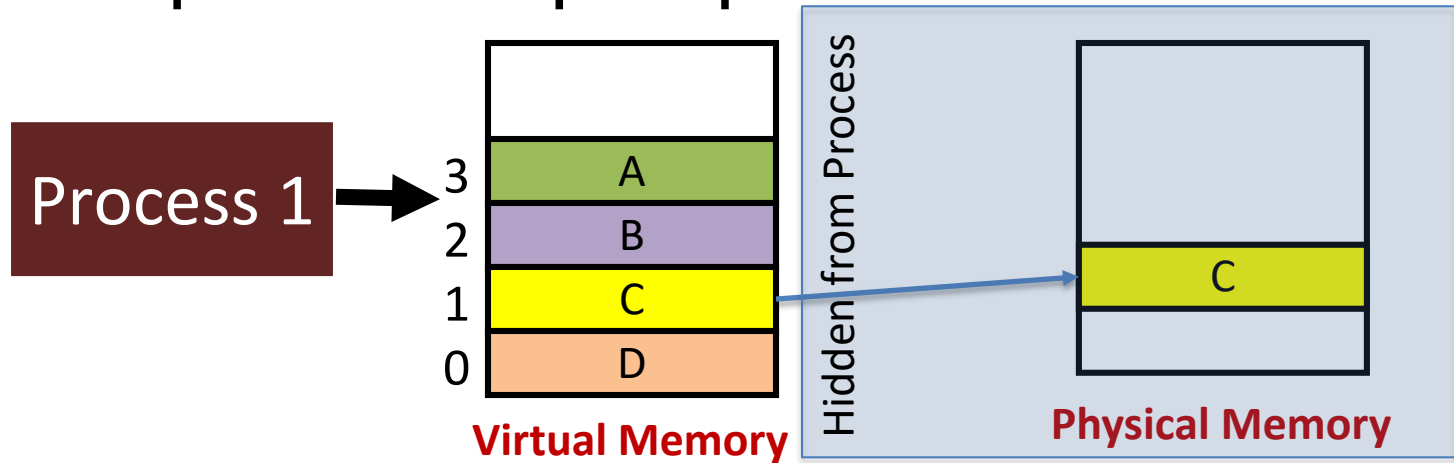 Process 1
3
A
2
B
1
C
0
D
Virtual Memory
Hidden from Process
C
Physical Memory